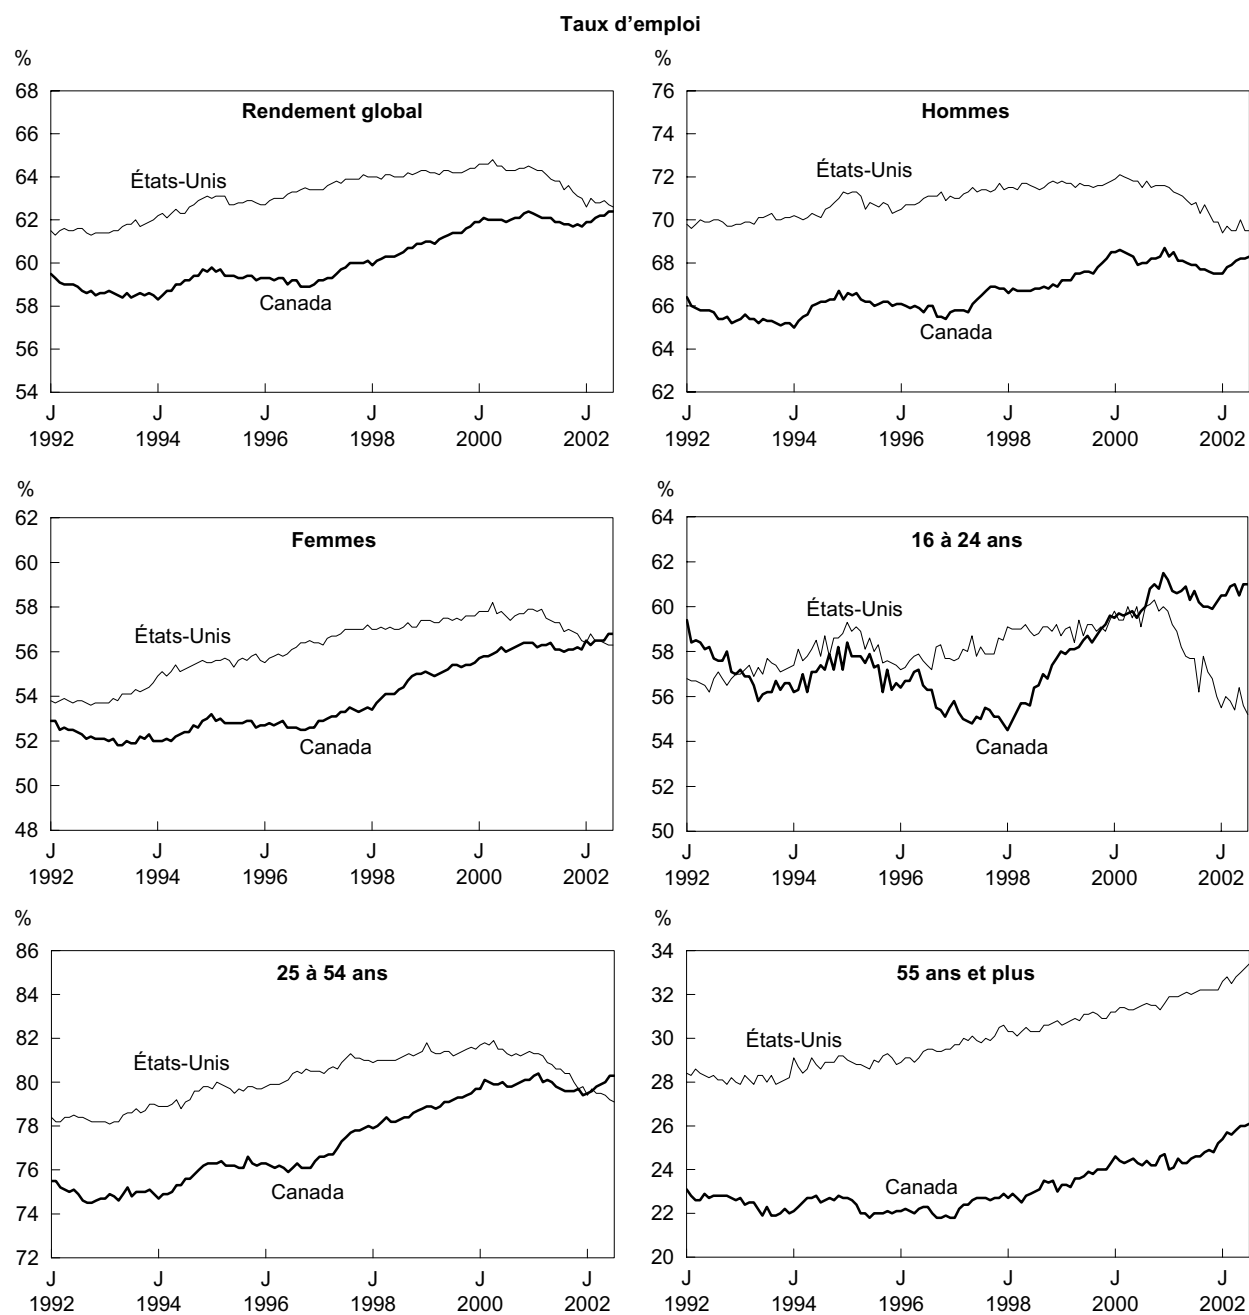 Taux d'emploi
%
68
66
64
62
60
58
56
54
Rendement global
États-Unis
Canada
J J J J J J
1992 1994 1996 1998 2000 2002
%
76
74
72
70
68
66
64
62
Hommes
États-Unis
Canada
J J J J J J
1992 1994 1996 1998 2000 2002
%
62
60
58
56
54
52
50
48
Femmes
États-Unis
Canada
J J J J J J
1992 1994 1996 1998 2000 2002
%
64
62
60
58
56
54
52
50
16 à 24 ans
États-Unis
Canada
J J J J J J
1992 1994 1996 1998 2000 2002
%
86
84
82
80
78
76
74
72
25 à 54 ans
États-Unis
Canada
J J J J J J
1992 1994 1996 1998 2000 2002
%
34
32
30
28
26
24
22
20
55 ans et plus
États-Unis
Canada
J J J J J J
1992 1994 1996 1998 2000 2002